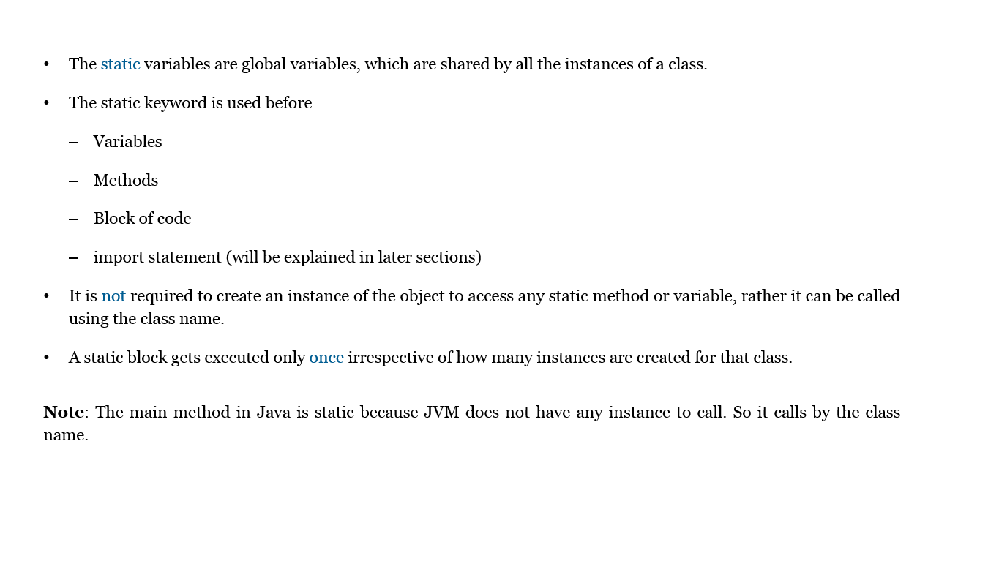 • The static variables are global variables, which are shared by all the instances of a class.
• The static keyword is used before
– Variables
– Methods
– Block of code
– import statement (will be explained in later sections)
• It is not required to create an instance of the object to access any static method or variable, rather it can be called
using the class name.
• A static block gets executed only once irrespective of how many instances are created for that class.
Note: The main method in Java is static because JVM does not have any instance to call. So it calls by the class
name.